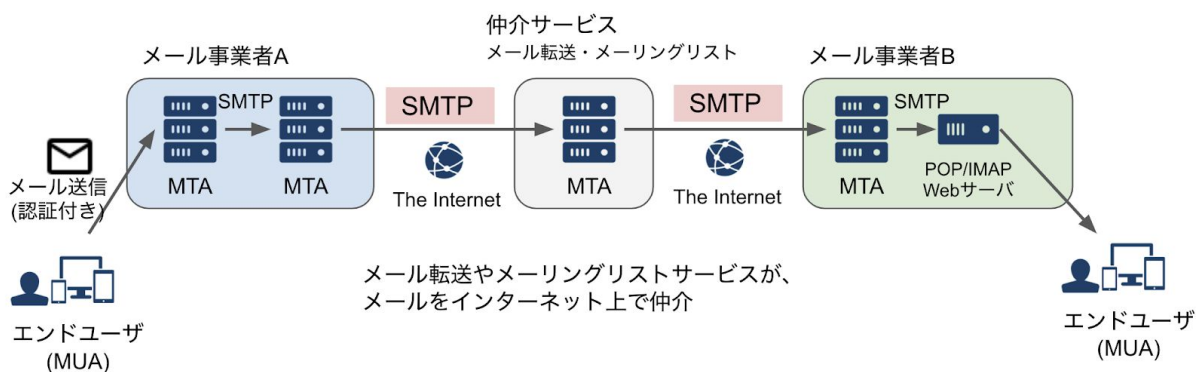 仲介サービス
メール転送・メーリングリスト
メール事業者A
メール事業者B
SMTP
SMTP
SMTP
SMTP
メール送信
(認証付き)
MTA
MTA
The Internet
MTA
The Internet
MTA
POP/IMAP
Webサーバ
メール転送やメーリングリストサービスが、
メールをインターネット上で仲介
エンドユーザ
(MUA)
エンドユーザ
(MUA)